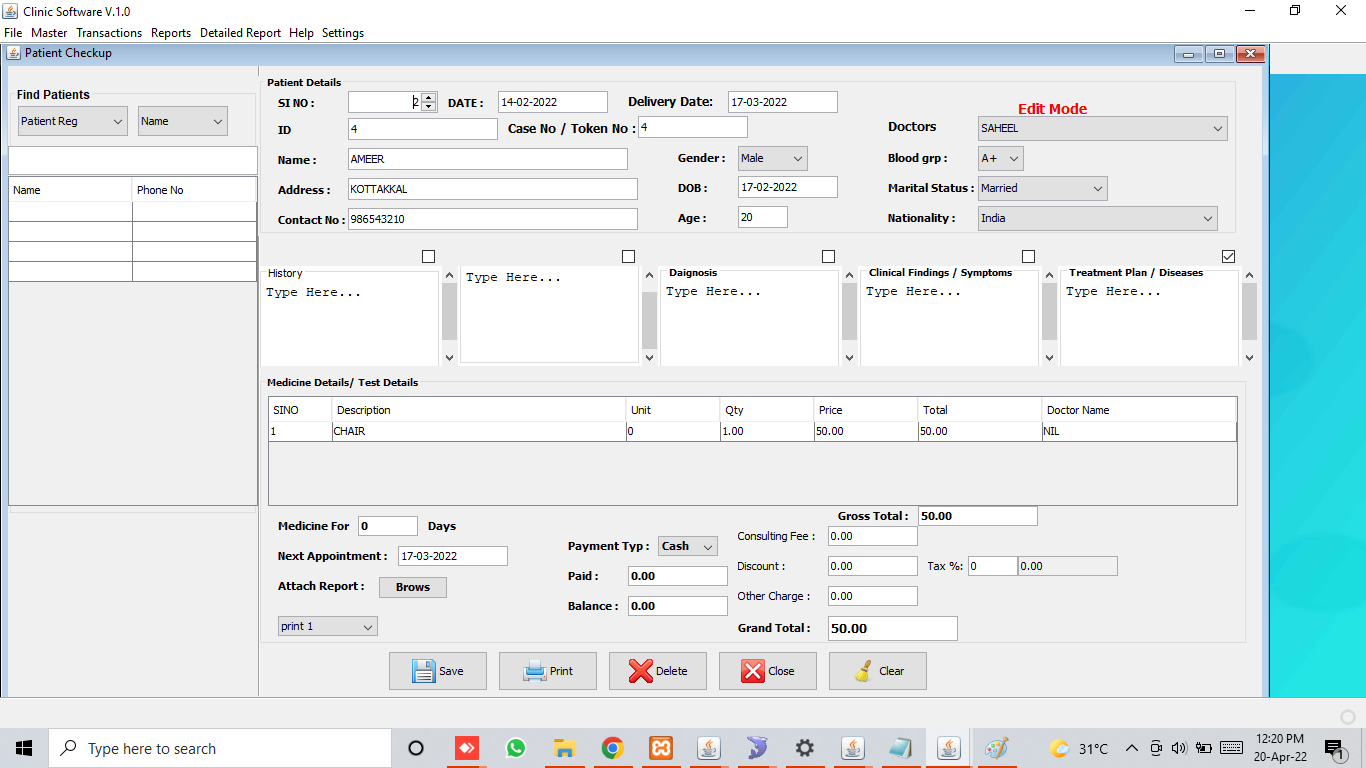 Clinic Software V.1.0
File Master Transactions Reports Detailed Report Help Settings
Patient Checkup
Find Patients
Patient Reg Name
Name Phone No
Patient Details
SI NO : 2 DATE : 14-02-2022 Delivery Date: 17-03-2022
Edit Mode
ID 4 Case No / Token No : 4 Doctors SAHEEL
Name : AMEER Gender : Male Blood grp : A+
Address : KOTTAKKAL DOB : 17-02-2022 Marital Status : Married
Contact No : 986543210 Age : 20 Nationality : India
History Daignosis Clinical Findings / Symptoms Treatment Plan / Diseases
Type Here... Type Here... Type Here... Type Here... Type Here...
Medicine Details/ Test Details
SINO Description Unit Qty Price Total Doctor Name
1 CHAIR 0 1.00 50.00 50.00 NIL
Gross Total : 50.00
Medicine For 0 Days
Consulting Fee : 0.00
Next Appointment : 17-03-2022 Payment Typ : Cash
Discount : 0.00 Tax %: 0 0.00
Attach Report : Brows Paid : 0.00
Other Charge : 0.00
Balance : 0.00
print 1 Grand Total : 50.00
Save Print Delete Close Clear
Type here to search
31°C
12:20 PM
20-Apr-22
1